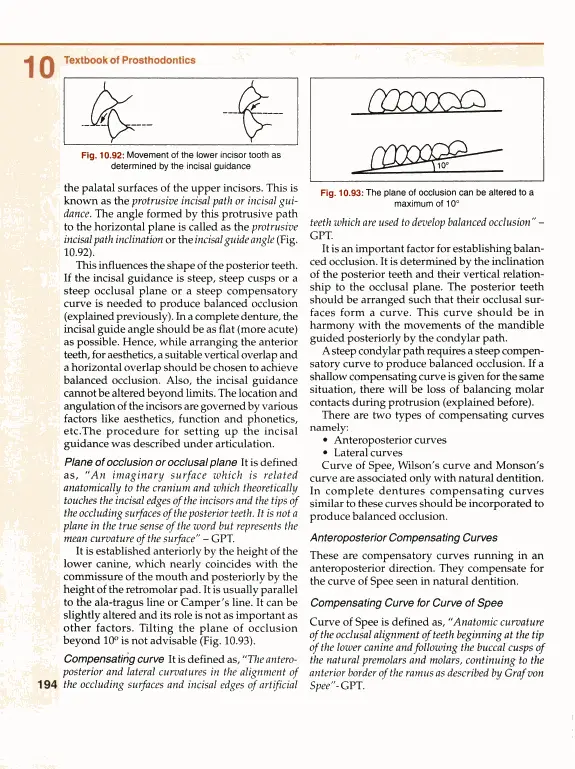 10
Textbook of Prosthodontics
Fig. 10.92: Movement of the lower incisor tooth as
determined by the incisal guidance
the palatal surfaces of the upper incisors. This is
known as the protrusive incisal path or incisal gui-
dance. The angle formed by this protrusive path
to the horizontal plane is called as the protrusive
incisal path inclination or the incisal guide angle (Fig.
10.92).
This influences the shape of the posterior teeth.
If the incisal guidance is steep, steep cusps or a
steep occlusal plane or a steep compensatory
curve is needed to produce balanced occlusion
(explained previously). In a complete denture, the
incisal guide angle should be as flat (more acute)
as possible. Hence, while arranging the anterior
teeth, for aesthetics, a suitable vertical overlap and
a horizontal overlap should be chosen to achieve
balanced occlusion. Also, the incisal guidance
cannot be altered beyond limits. The location and
angulation of the incisors are governed by various
factors like aesthetics, function and phonetics,
etc.The procedure for setting up the incisal
guidance was described under articulation.
Plane of occlusion or occlusal plane It is defined
as, "An imaginary surface which is related
anatomically to the cranium and which theoretically
touches the incisal edges of the incisors and the tips of
the occluding surfaces of the posterior teeth. It is not a
plane in the true sense of the word but represents the
mean curvature of the surface" – GPT.
It is established anteriorly by the height of the
lower canine, which nearly coincides with the
commissure of the mouth and posteriorly by the
height of the retromolar pad. It is usually parallel
to the ala-tragus line or Camper's line. It can be
slightly altered and its role is not as important as
other factors. Tilting the plane of occlusion
beyond 10° is not advisable (Fig. 10.93).
Compensating curve It is defined as, "The antero-
posterior and lateral curvatures in the alignment of
the occluding surfaces and incisal edges of artificial
194
10°
Fig. 10.93: The plane of occlusion can be altered to a
maximum of 10°
teeth which are used to develop balanced occlusion" –
GPT.
It is an important factor for establishing balan-
ced occlusion. It is determined by the inclination
of the posterior teeth and their vertical relation-
ship to the occlusal plane. The posterior teeth
should be arranged such that their occlusal sur-
faces form a curve. This curve should be in
harmony with the movements of the mandible
guided posteriorly by the condylar path.
A steep condylar path requires a steep compen-
satory curve to produce balanced occlusion. If a
shallow compensating curve is given for the same
situation, there will be loss of balancing molar
contacts during protrusion (explained before).
There are two types of compensating curves
namely:
• Anteroposterior curves
• Lateral curves
Curve of Spee, Wilson's curve and Monson's
curve are associated only with natural dentition.
In complete dentures compensating curves
similar to these curves should be incorporated to
produce balanced occlusion.
Anteroposterior Compensating Curves
These are compensatory curves running in an
anteroposterior direction. They compensate for
the curve of Spee seen in natural dentition.
Compensating Curve for Curve of Spee
Curve of Spee is defined as, "Anatomic curvature
of the occlusal alignment of teeth beginning at the tip
of the lower canine and following the buccal cusps of
the natural premolars and molars, continuing to the
anterior border of the ramus as described by Graf von
Spee"- GPT.